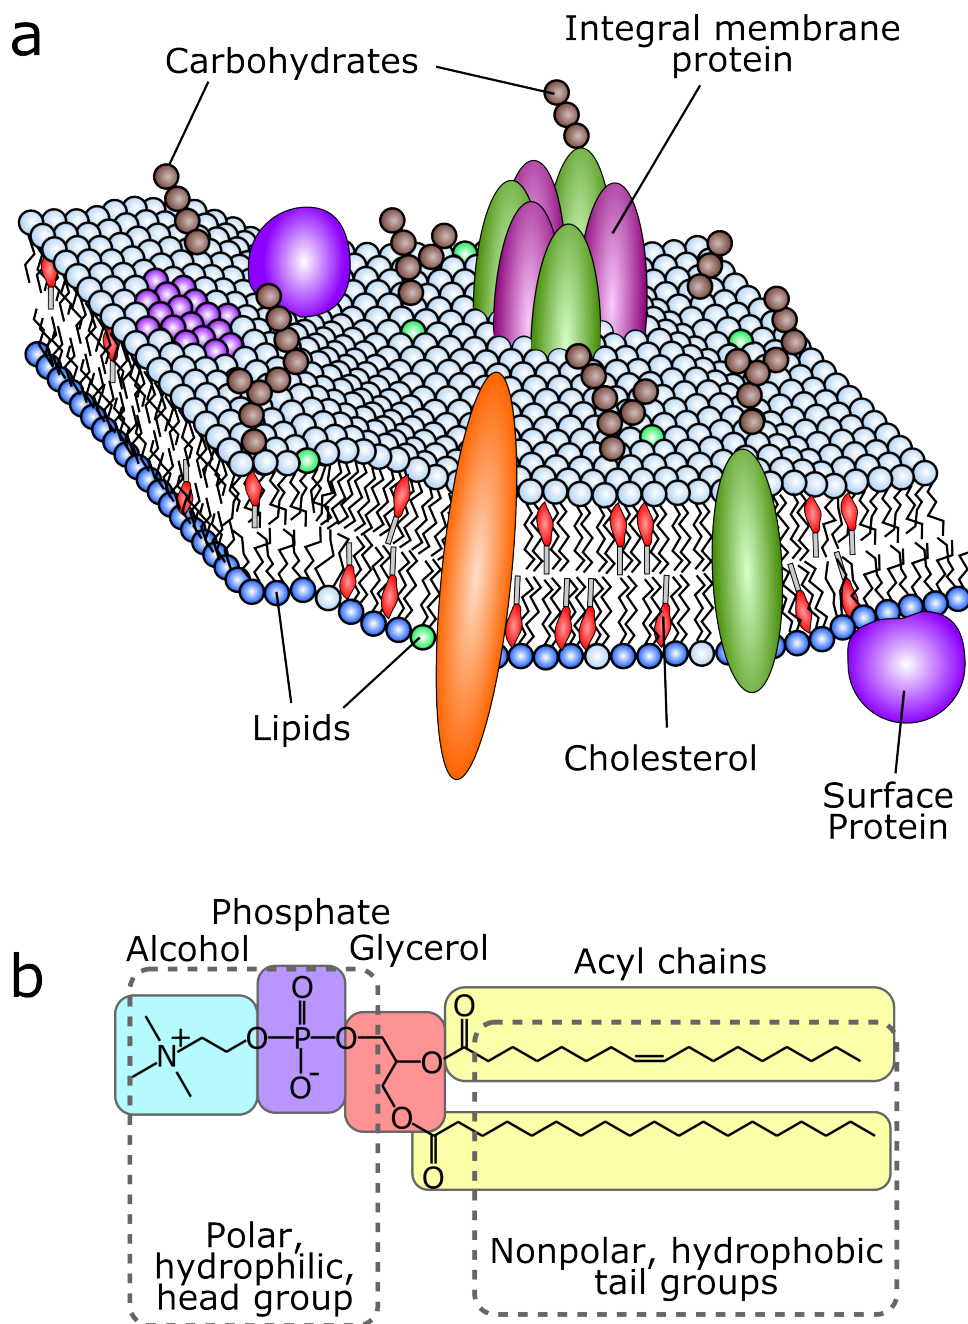 a
Carbohydrates
Integral membrane
protein
Lipids
Cholesterol
Surface
Protein
b
Phosphate
Alcohol
Glycerol
Acyl chains
O
O
N
+
O
P
O
O
O
-
O
O
Polar,
hydrophilic,
head group
Nonpolar, hydrophobic
tail groups